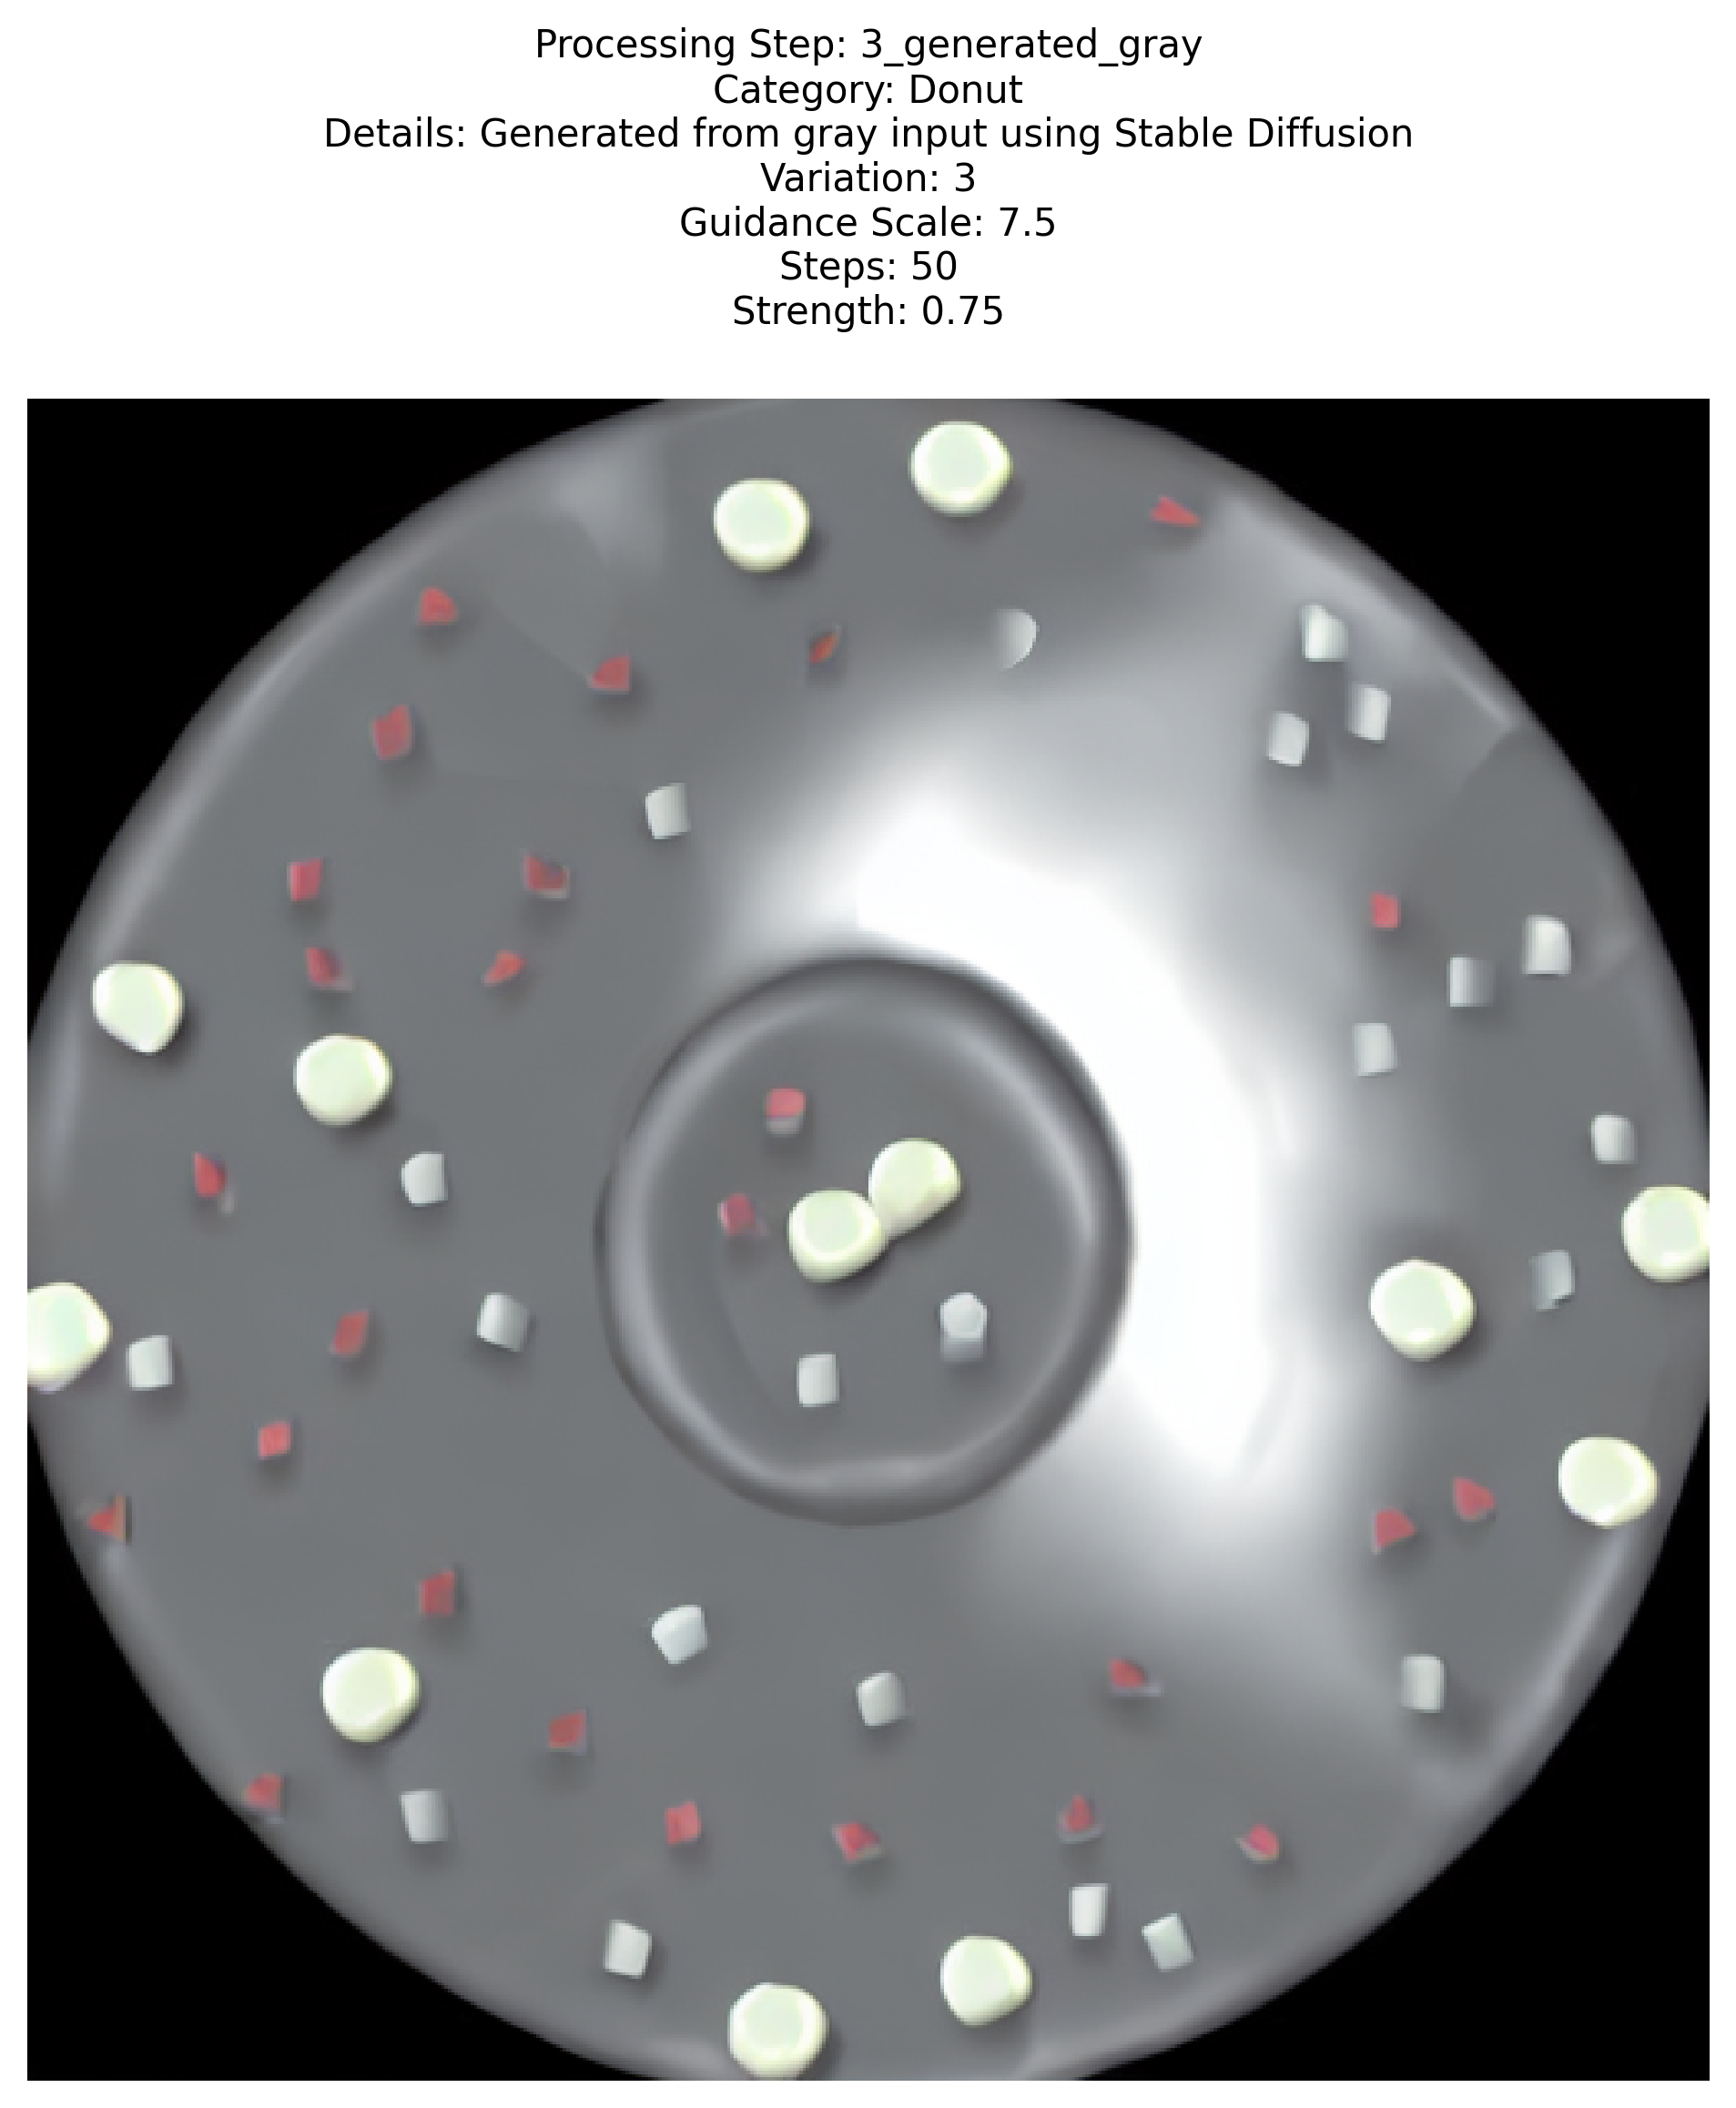 Processing Step: 3_generated_gray
Category: Donut
Details: Generated from gray input using Stable Diffusion
Variation: 3
Guidance Scale: 7.5
Steps: 50
Strength: 0.75